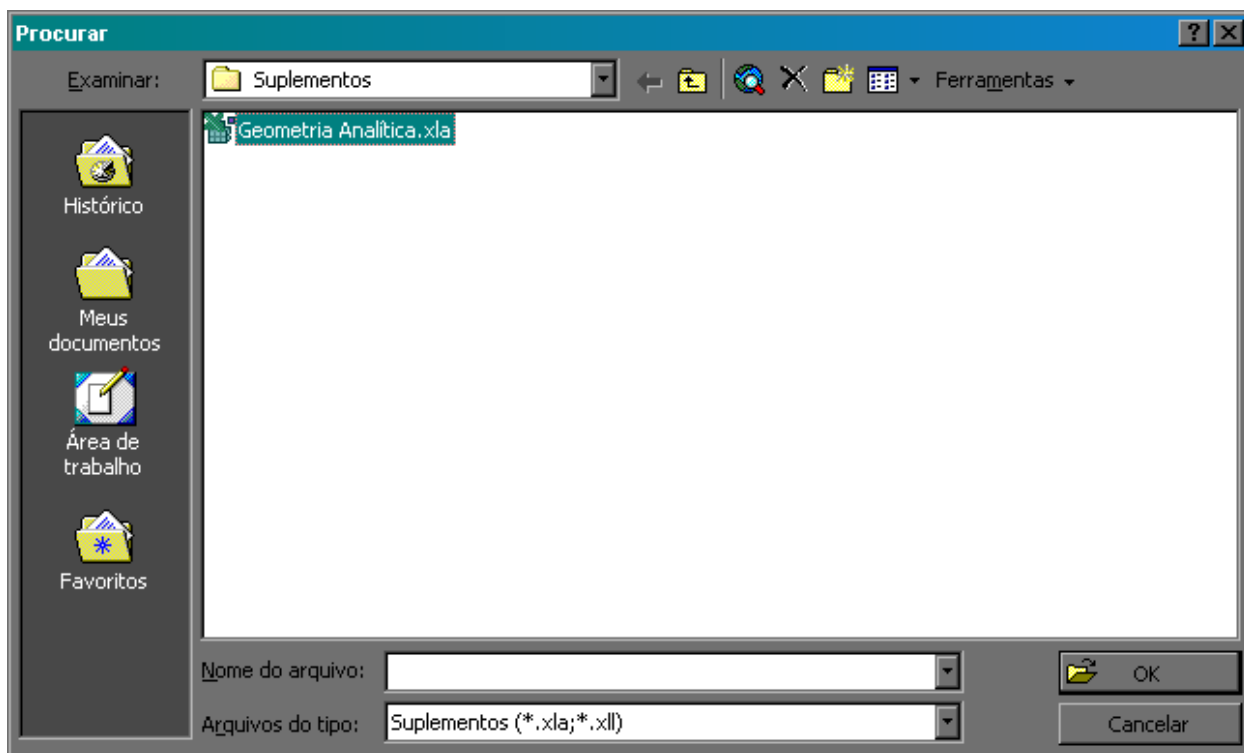 Procurar
Examinar:
Suplementos
Ferramentas
Geometria Analítica.xla
Histórico
Meus
documentos
Área de
trabalho
Favoritos
Nome do arquivo:
OK
Arquivos do tipo:
Suplementos (*.xla;*.xll)
Cancelar